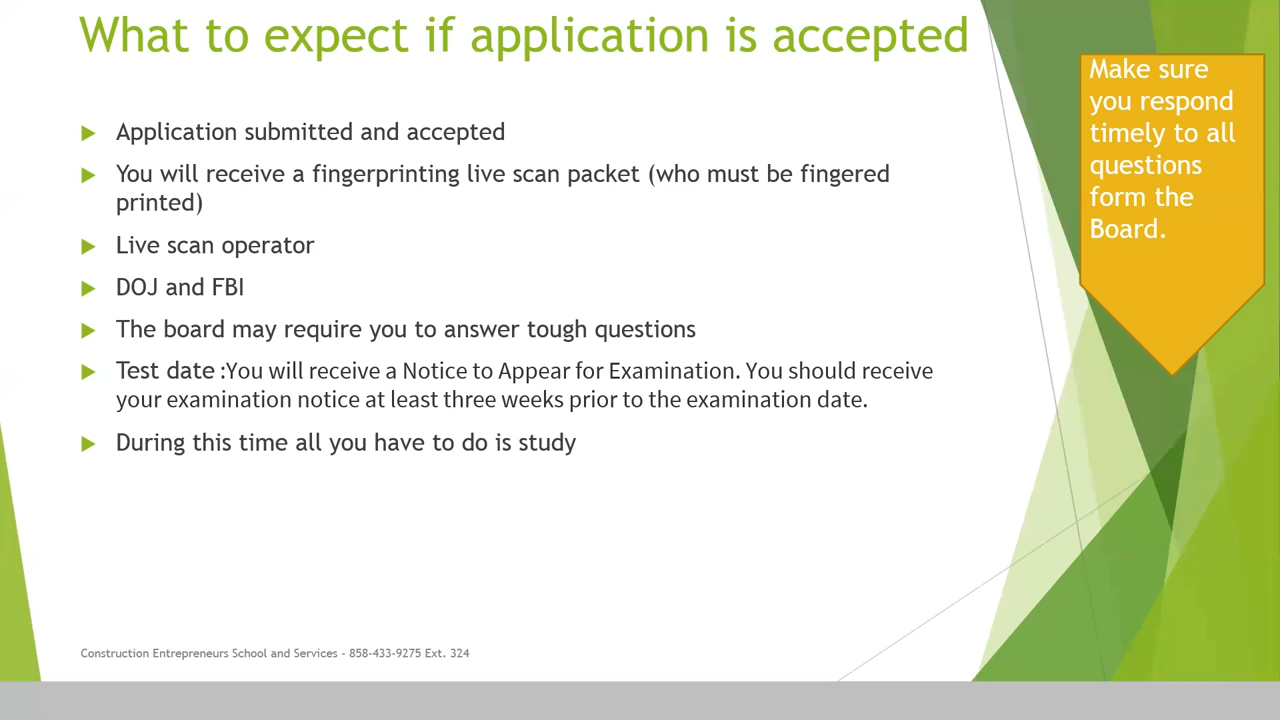 What to expect if application is accepted
Application submitted and accepted
You will receive a fingerprinting live scan packet (who must be fingered
printed)
Live scan operator
DOJ and FBI
The board may require you to answer tough questions
Test date :You will receive a Notice to Appear for Examination. You should receive
your examination notice at least three weeks prior to the examination date.
During this time all you have to do is study
Make sure
you respond
timely to all
questions
form the
Board.
Construction Entrepreneurs School and Services - 858-433-9275 Ext. 324